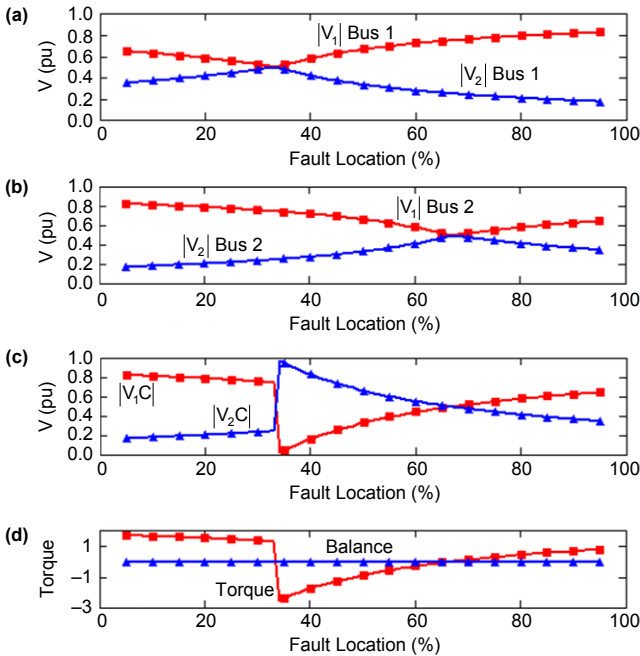 (a)
V (pu)
1.0
0.8
0.6
0.4
0.2
0.0
|V₁| Bus 1
|V₂| Bus 1
0 20 40 60 80 100
Fault Location (%)
(b)
V (pu)
1.0
0.8
0.6
0.4
0.2
0.0
|V₁| Bus 2
|V₂| Bus 2
0 20 40 60 80 100
Fault Location (%)
(c)
V (pu)
1.0
0.8
0.6
0.4
0.2
0.0
|V₁C|
|V₂C|
0 20 40 60 80 100
Fault Location (%)
(d)
Torque
1
–1
–3
Balance
Torque
0 20 40 60 80 100
Fault Location (%)